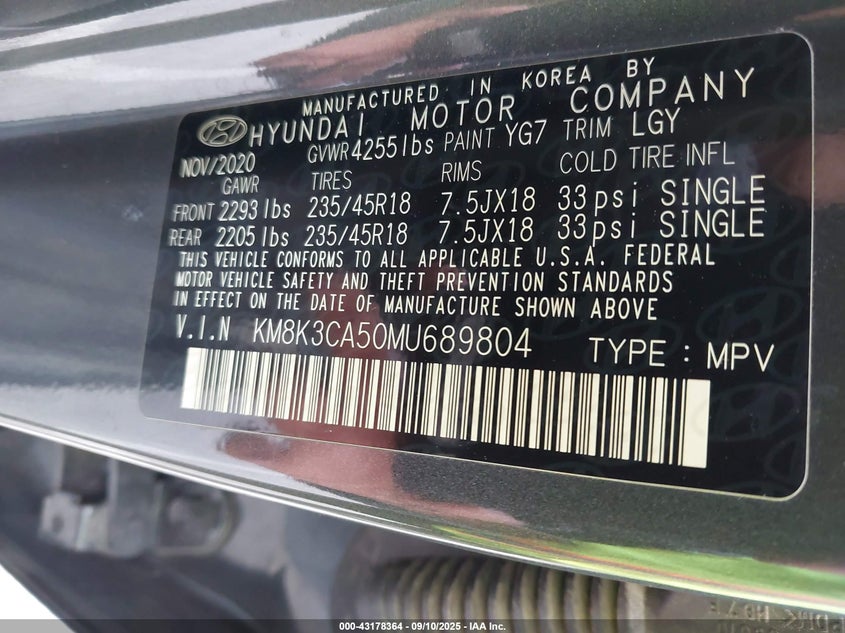 MANUFACTURED IN KOREA BY
HYUNDAI MOTOR COMPANY
NOV/2020 GVWR 4255lbs PAINT YG7 TRIM LGY
GAWR TIRES RIMS COLD TIRE INFL
FRONT 2293lbs 235/45R18 7.5JX18 33psi SINGLE
REAR 2205lbs 235/45R18 7.5JX18 33psi SINGLE
THIS VEHICLE CONFORMS TO ALL APPLICABLE U.S.A. FEDERAL
MOTOR VEHICLE SAFETY AND THEFT PREVENTION STANDARDS
IN EFFECT ON THE DATE OF MANUFACTURE SHOWN ABOVE
V.I.N KM8K3CA50MU689804 TYPE : MPV
000-43178364 - 09/10/2025 - IAA Inc.